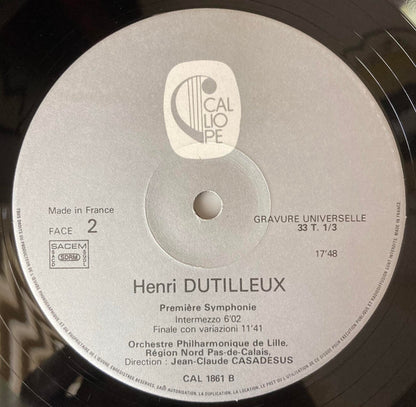 CAL
LIO
PE
Made in France
FACE 2
SACEM
SACD
SDRM
SGDL
GRAVURE UNIVERSELLE
33 T. 1/3
17'48
Henri DUTILLEUX
Première Symphonie
Intermezzo 6'02
Finale con variazioni 11'41
Orchestre Philharmonique de Lille,
Région Nord Pas-de-Calais,
Direction : Jean-Claude CASADESUS
CAL 1861 B